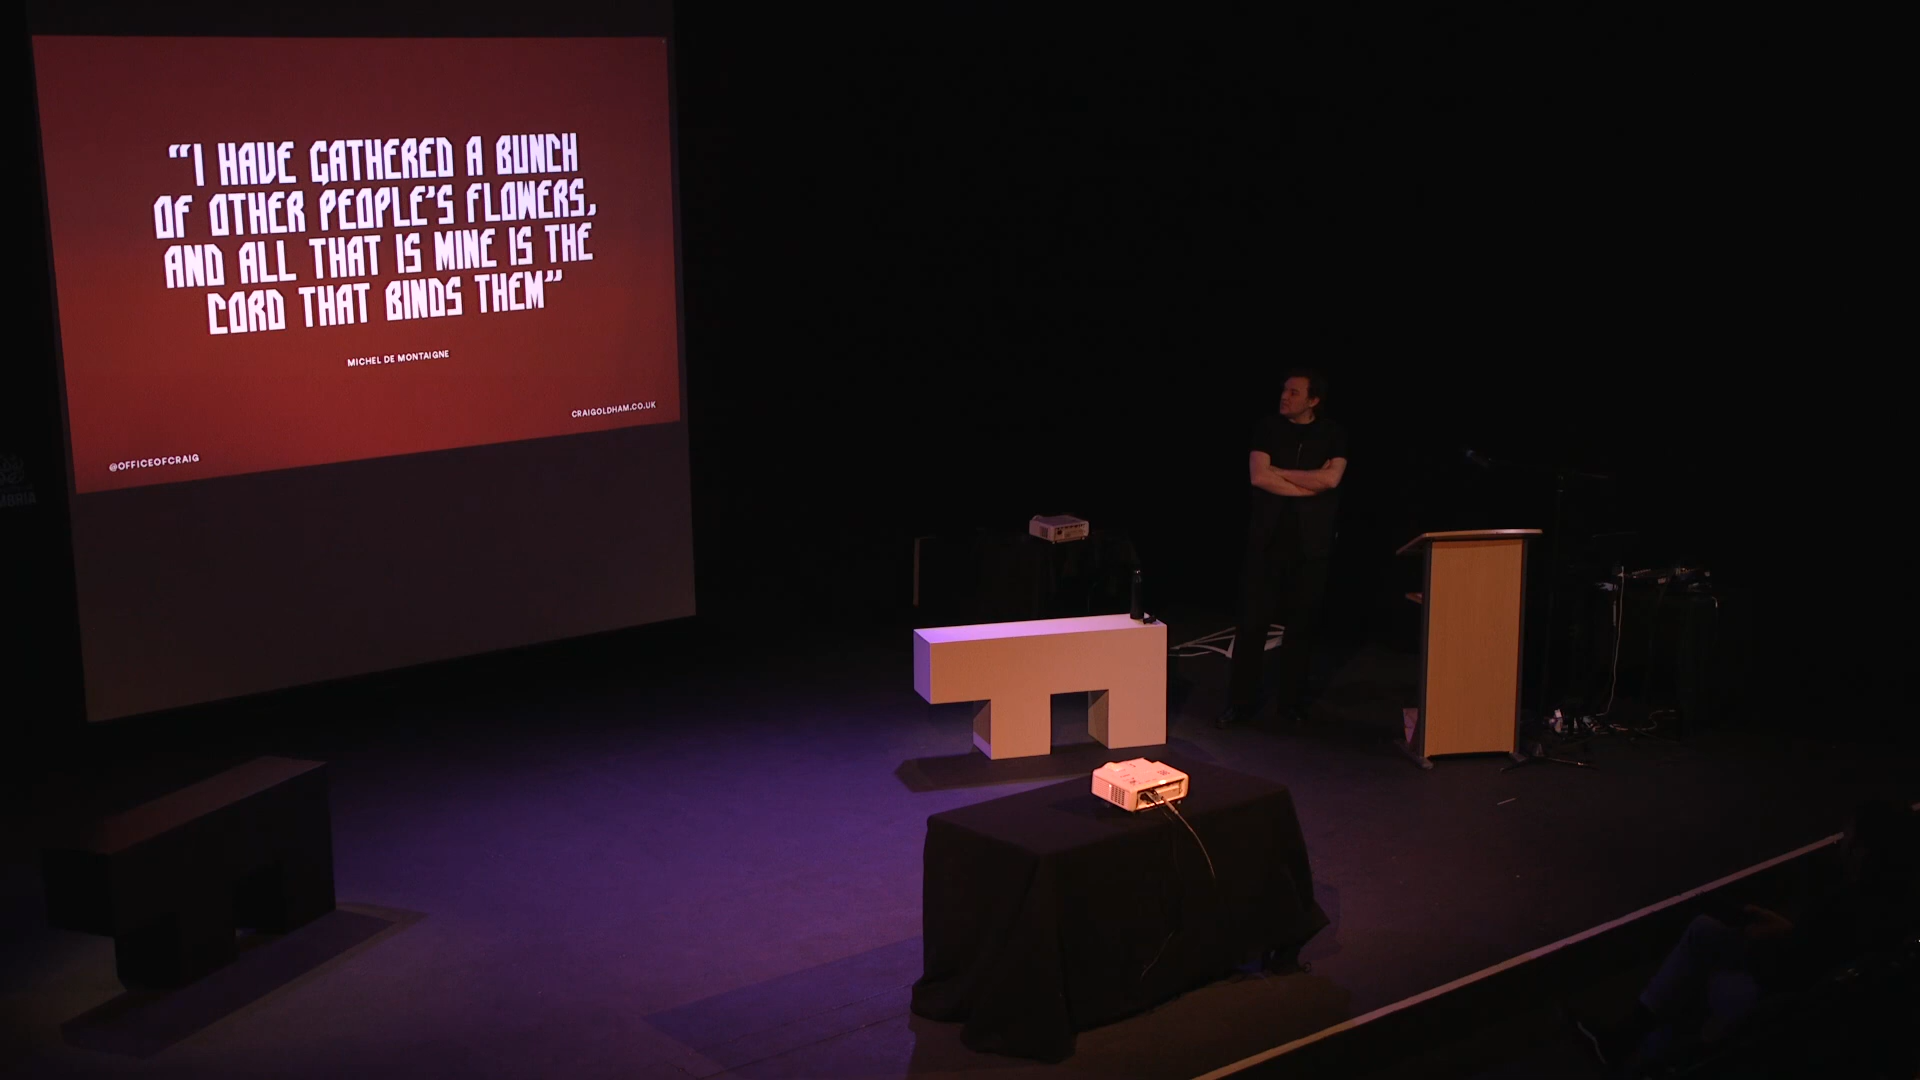 “I HAVE GATHERED A BUNCH
OF OTHER PEOPLE’S FLOWERS,
AND ALL THAT IS MINE IS THE
CORD THAT BINDS THEM”
MICHEL DE MONTAIGNE
CRAIGOLDHAM.CO.UK
@OFFICEOFCRAIG